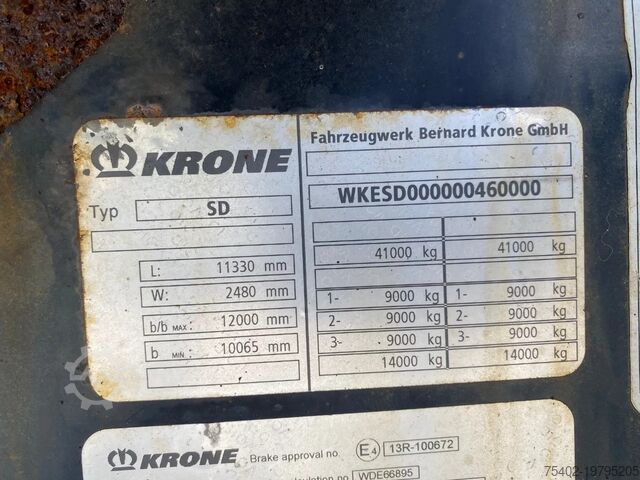 KRONE
Typ SD
L: 11330 mm
W: 2480 mm
b/b MAX: 12000 mm
b MIN: 10065 mm
Fahrzeugwerk Bernard Krone GmbH
WKESD000000460000
41000 kg 41000 kg
1- 9000 kg 1- 9000 kg
2- 9000 kg 2- 9000 kg
3- 9000 kg 3- 9000 kg
14000 kg 14000 kg
KRONE Brake approval no. E4 13R-100672
WDE66895
75402-19795205